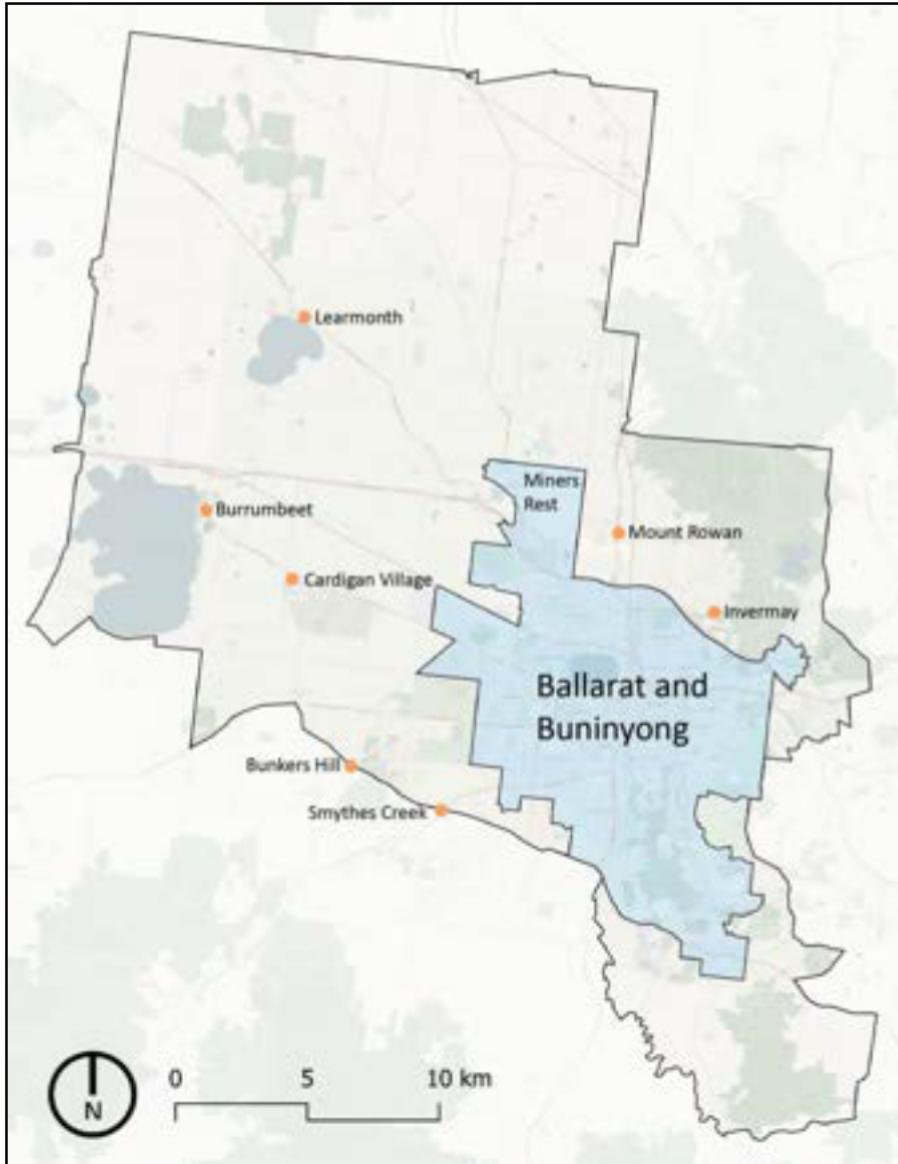 Learmonth
Miners
Rest
Burrumbeet
Mount Rowan
Cardigan Village
Invermay
Ballarat and
Buninyong
Bunkers Hill
Smythes Creek
0 5 10 km
N